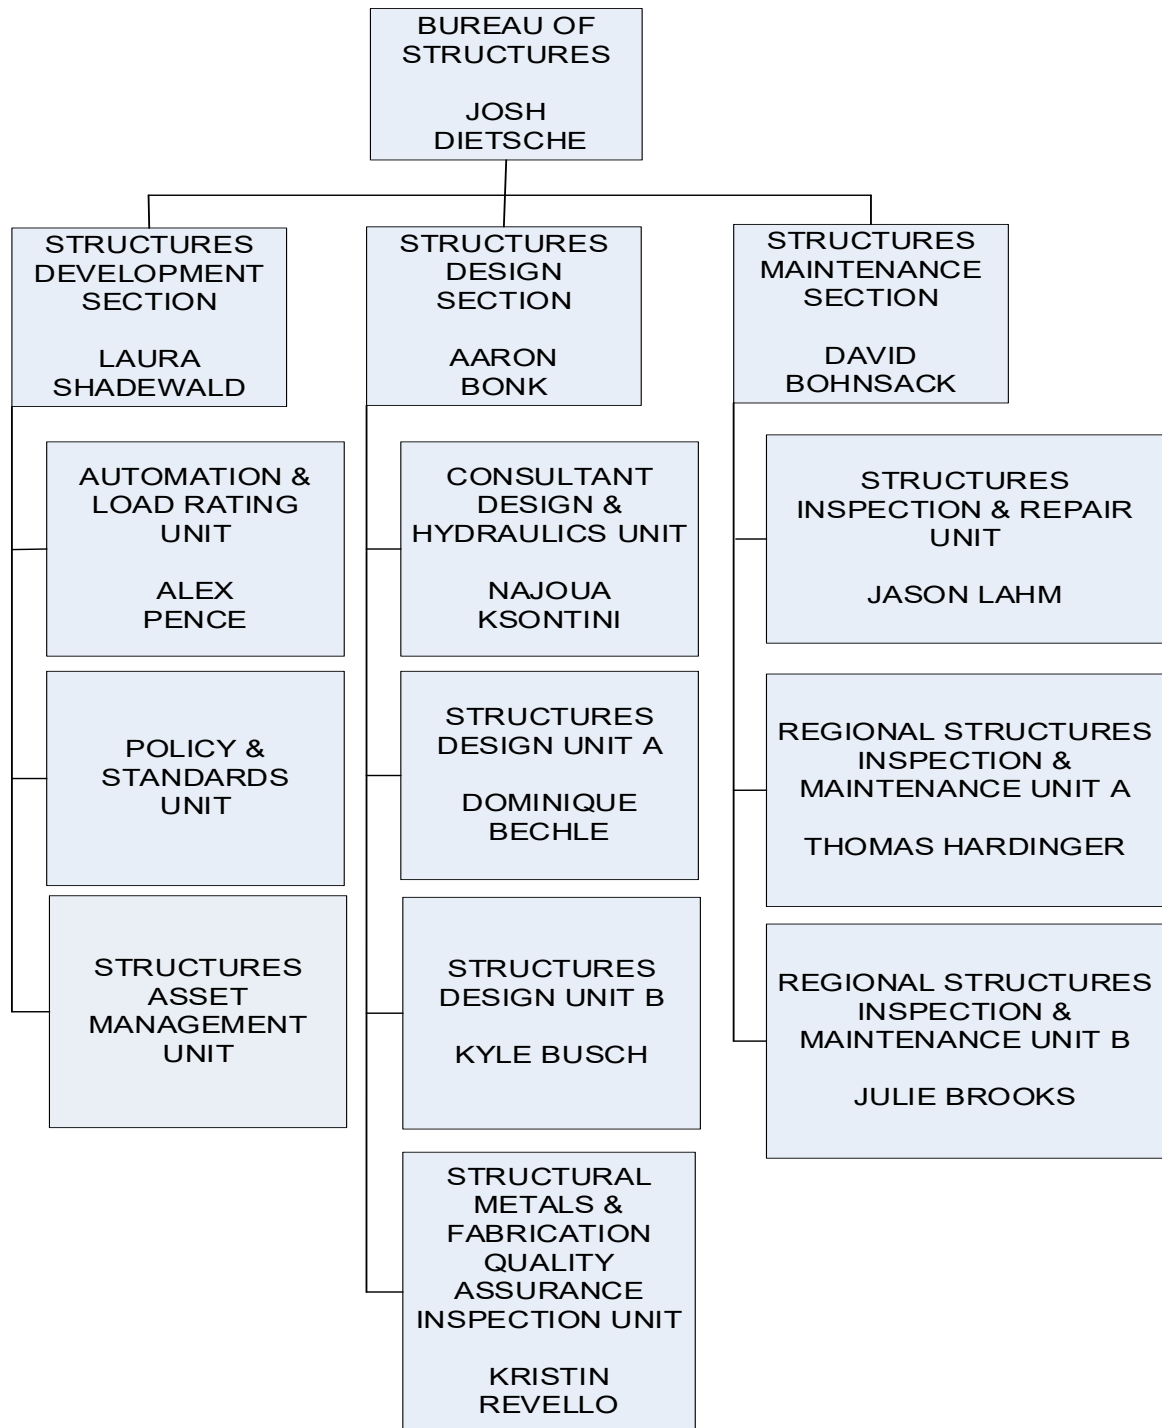 BUREAU OF
STRUCTURES
JOSH
DIETSCHE
STRUCTURES
DEVELOPMENT
SECTION
LAURA
SHADEWALD
AUTOMATION &
LOAD RATING
UNIT
ALEX
PENCE
POLICY &
STANDARDS
UNIT
STRUCTURES
ASSET
MANAGEMENT
UNIT
STRUCTURES
DESIGN
SECTION
AARON
BONK
CONSULTANT
DESIGN &
HYDRAULICS UNIT
NAJOUA
KSONTINI
STRUCTURES
DESIGN UNIT A
DOMINIQUE
BECHLE
STRUCTURES
DESIGN UNIT B
KYLE BUSCH
STRUCTURAL
METALS &
FABRICATION
QUALITY
ASSURANCE
INSPECTION UNIT
KRISTIN
REVELLO
STRUCTURES
MAINTENANCE
SECTION
DAVID
BOHNSACK
STRUCTURES
INSPECTION & REPAIR
UNIT
JASON LAHM
REGIONAL STRUCTURES
INSPECTION &
MAINTENANCE UNIT A
THOMAS HARDINGER
REGIONAL STRUCTURES
INSPECTION &
MAINTENANCE UNIT B
JULIE BROOKS